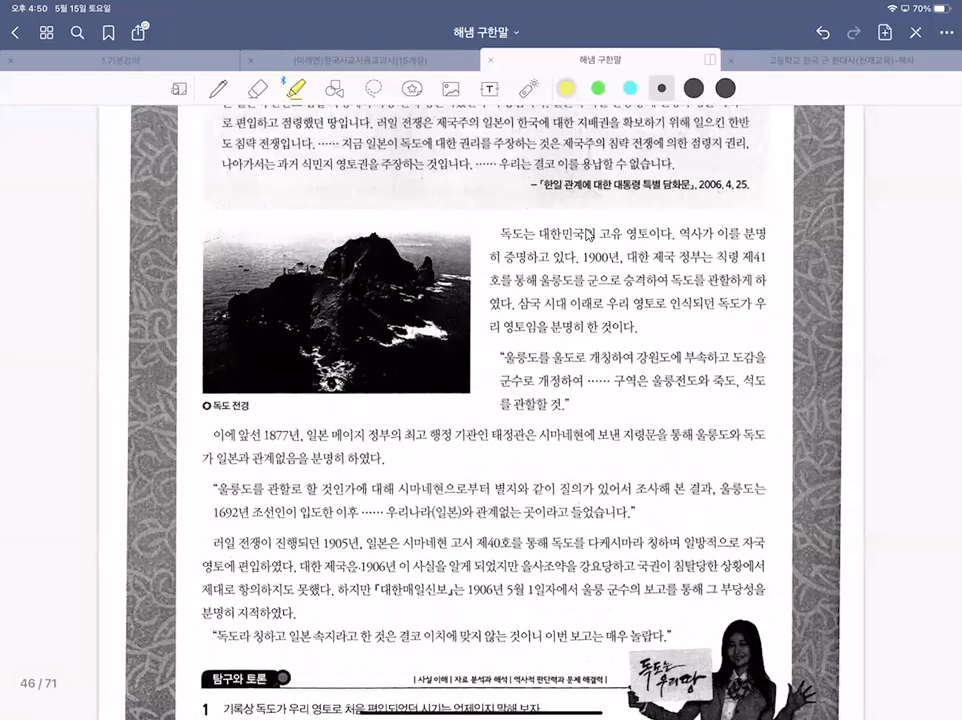 오후 4:50 5월 15일 토요일
70%
해냄 구한말
1.기본강의
(미래엔)한국사교사용교과서(15개정)
해냄 구한말
고등학교 한국 근 현대사(천재교육)-복사
로 편입하고 점령했던 땅입니다. 러일 전쟁은 제국주의 일본이 한국에 대한 지배권을 확보하기 위해 일으킨 한반
도 침략 전쟁입니다. …… 지금 일본이 독도에 대한 권리를 주장하는 것은 제국주의 침략 전쟁에 의한 점령지 권리,
나아가서는 과거 식민지 영토권을 주장하는 것입니다. …… 우리는 결코 이를 용납할 수 없습니다.
– 「한일 관계에 대한 대통령 특별 담화문」, 2006. 4. 25.
독도는 대한민국의 고유 영토이다. 역사가 이를 분명
히 증명하고 있다. 1900년, 대한 제국 정부는 칙령 제41
호를 통해 울릉도를 군으로 승격하여 독도를 관할하게 하
였다. 삼국 시대 이래로 우리 영토로 인식되던 독도가 우
리 영토임을 분명히 한 것이다.
“울릉도를 울도로 개칭하여 강원도에 부속하고 도감을
군수로 개정하여 …… 구역은 울릉전도와 죽도, 석도
를 관할할 것.”
독도 전경
이에 앞선 1877년, 일본 메이지 정부의 최고 행정 기관인 태정관은 시마네현에 보낸 지령문을 통해 울릉도와 독도
가 일본과 관계없음을 분명히 하였다.
“울릉도를 관할로 할 것인가에 대해 시마네현으로부터 별지와 같이 질의가 있어서 조사해 본 결과, 울릉도는
1692년 조선인이 입도한 이후 …… 우리나라(일본)와 관계없는 곳이라고 들었습니다.”
러일 전쟁이 진행되던 1905년, 일본은 시마네현 고시 제40호를 통해 독도를 다케시마라 칭하며 일방적으로 자국
영토에 편입하였다. 대한 제국은 1906년 이 사실을 알게 되었지만 을사조약을 강요당하고 국권이 침탈당한 상황에서
제대로 항의하지도 못했다. 하지만 『대한매일신보』는 1906년 5월 1일자에서 울릉 군수의 보고를 통해 그 부당성을
분명히 지적하였다.
“독도라 칭하고 일본 속지라고 한 것은 결코 이치에 맞지 않는 것이니 이번 보고는 매우 놀랍다.”
독도는
우리땅
46 / 71
탐구와 토론
| 사실 이해 | 자료 분석과 해석 | 역사적 판단력과 문제 해결력 |
1 기록상 독도가 우리 영토로 처음 편입되었던 시기는 언제인지 말해 보자.